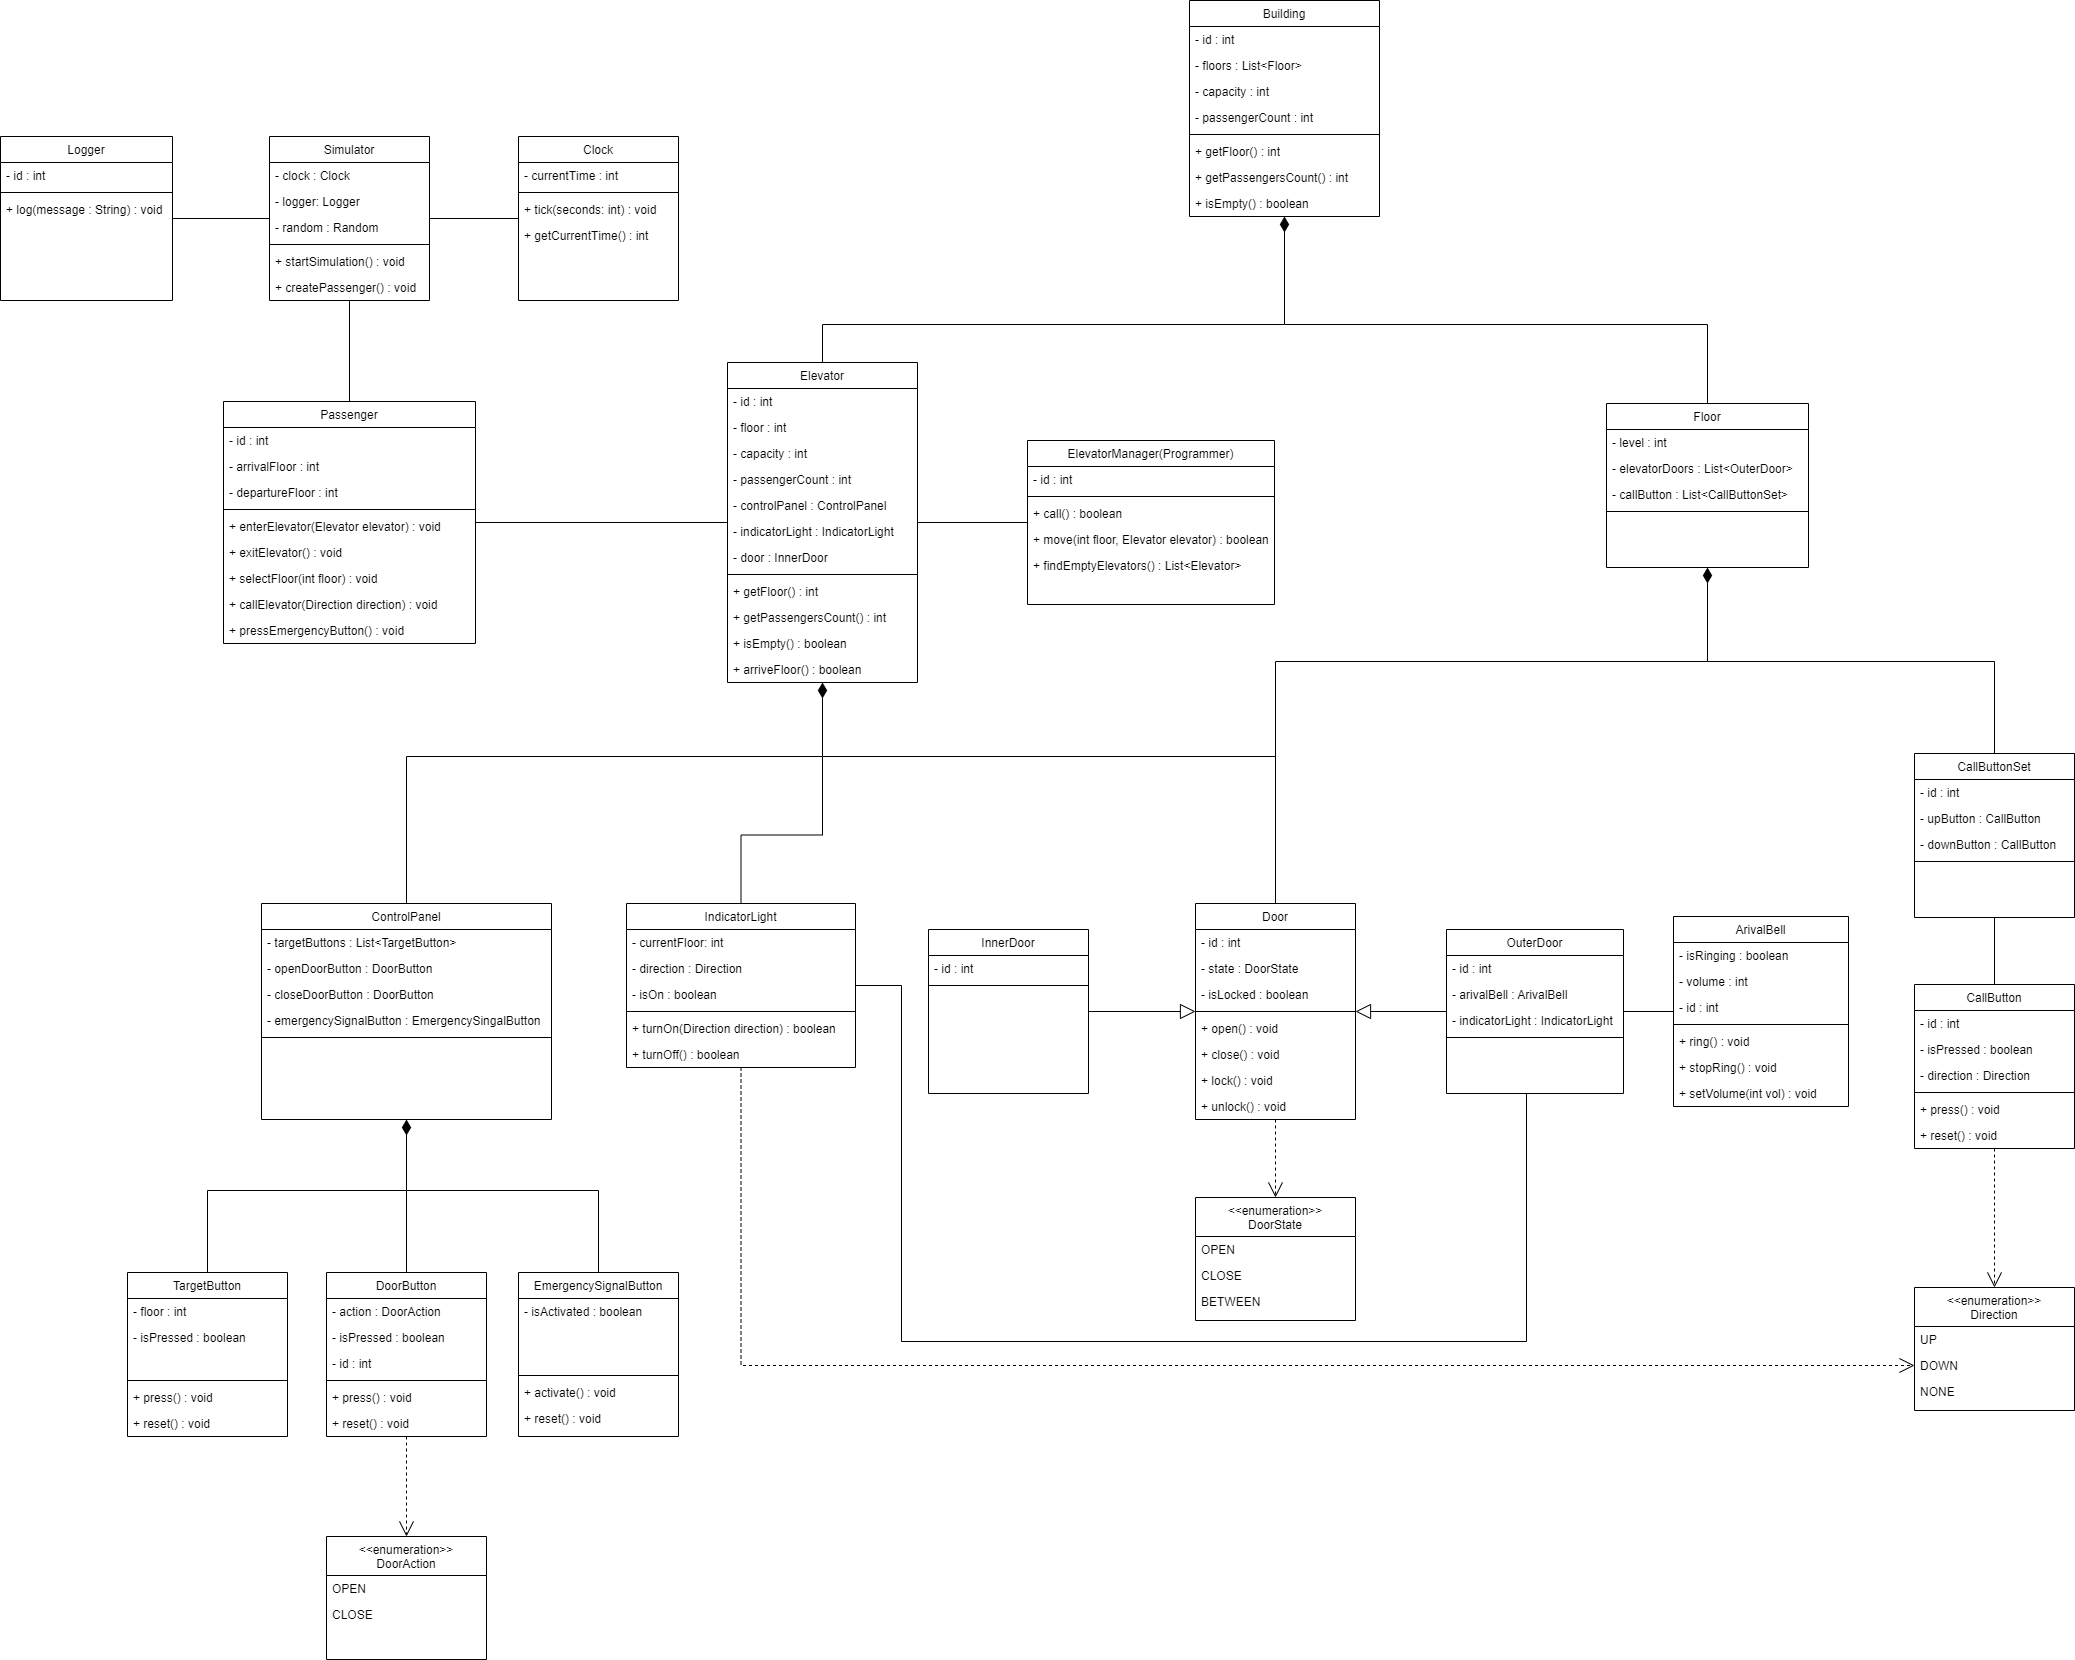 Building
- id : int
- floors : List<Floor>
- capacity : int
- passengerCount : int
+ getFloor() : int
+ getPassengersCount() : int
+ isEmpty() : boolean
Logger
- id : int
+ log(message : String) : void
Simulator
- clock : Clock
- logger: Logger
- random : Random
+ startSimulation() : void
+ createPassenger() : void
Clock
- currentTime : int
+ tick(seconds: int) : void
+ getCurrentTime() : int
Passenger
- id : int
- arrivalFloor : int
- departureFloor : int
+ enterElevator(Elevator elevator) : void
+ exitElevator() : void
+ selectFloor(int floor) : void
+ callElevator(Direction direction) : void
+ pressEmergencyButton() : void
Elevator
- id : int
- floor : int
- capacity : int
- passengerCount : int
- controlPanel : ControlPanel
- indicatorLight : IndicatorLight
- door : InnerDoor
+ getFloor() : int
+ getPassengersCount() : int
+ isEmpty() : boolean
+ arriveFloor() : boolean
ElevatorManager(Programmer)
- id : int
+ call() : boolean
+ move(int floor, Elevator elevator) : boolean
+ findEmptyElevators() : List<Elevator>
Floor
- level : int
- elevatorDoors : List<OuterDoor>
- callButton : List<CallButtonSet>
CallButtonSet
- id : int
- upButton : CallButton
- downButton : CallButton
ControlPanel
- targetButtons : List<TargetButton>
- openDoorButton : DoorButton
- closeDoorButton : DoorButton
- emergencySignalButton : EmergencySingalButton
IndicatorLight
- currentFloor: int
- direction : Direction
- isOn : boolean
+ turnOn(Direction direction) : boolean
+ turnOff() : boolean
InnerDoor
- id : int
Door
- id : int
- state : DoorState
- isLocked : boolean
+ open() : void
+ close() : void
+ lock() : void
+ unlock() : void
OuterDoor
- id : int
- arivalBell : ArivalBell
- indicatorLight : IndicatorLight
ArivalBell
- isRinging : boolean
- volume : int
- id : int
+ ring() : void
+ stopRing() : void
+ setVolume(int vol) : void
CallButton
- id : int
- isPressed : boolean
- direction : Direction
+ press() : void
+ reset() : void
<<enumeration>>
DoorState
OPEN
CLOSE
BETWEEN
TargetButton
- floor : int
- isPressed : boolean
+ press() : void
+ reset() : void
DoorButton
- action : DoorAction
- isPressed : boolean
- id : int
+ press() : void
+ reset() : void
EmergencySignalButton
- isActivated : boolean
+ activate() : void
+ reset() : void
<<enumeration>>
Direction
UP
DOWN
NONE
<<enumeration>>
DoorAction
OPEN
CLOSE